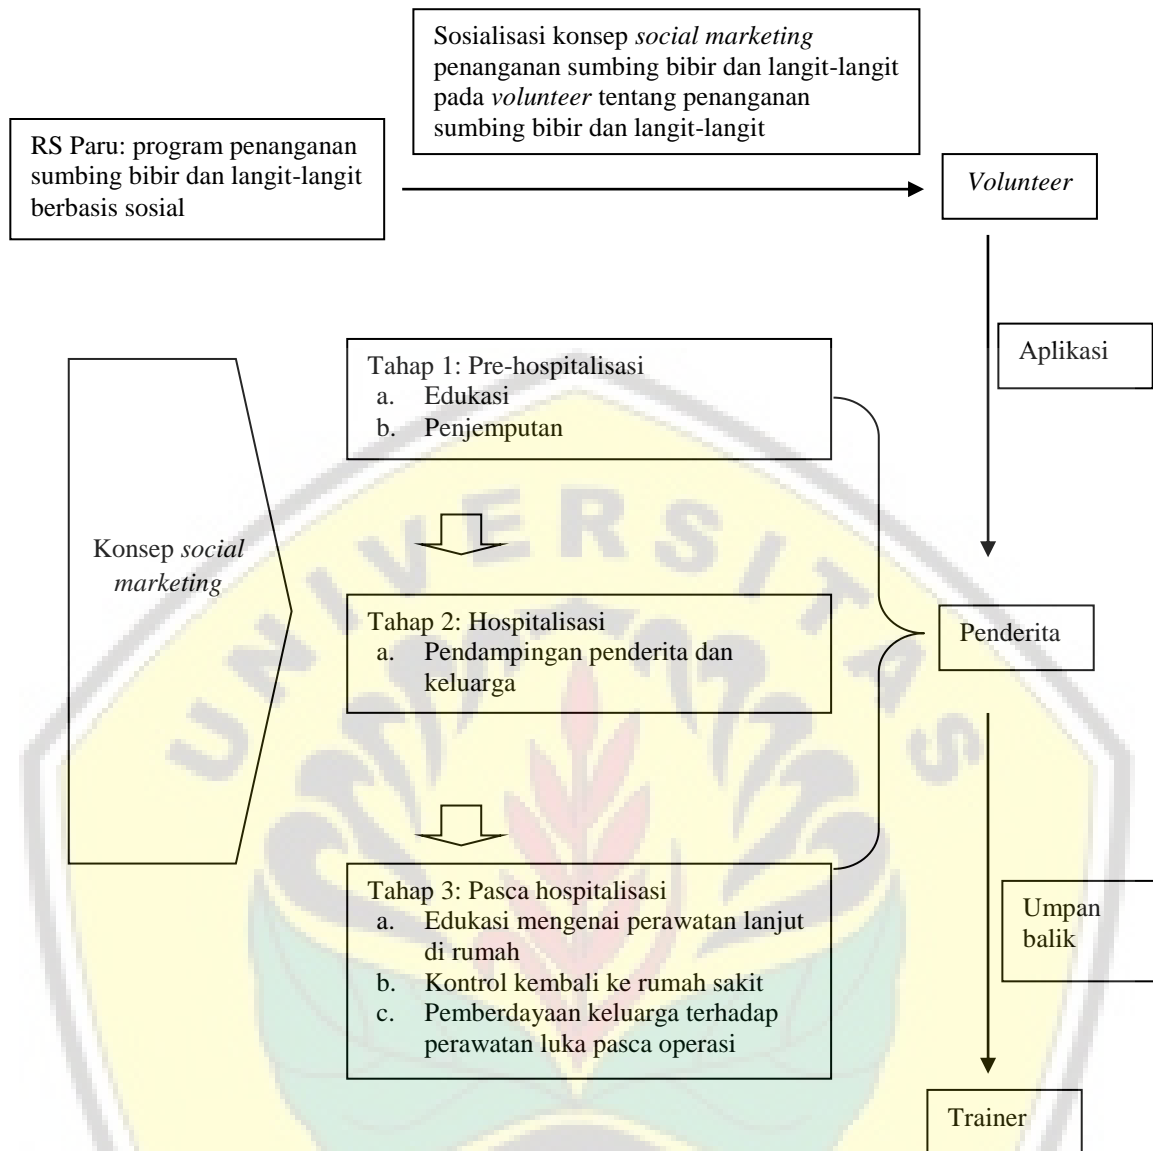 Sosialisasi konsep social marketing
penanganan sumbing bibir dan langit-langit
pada volunteer tentang penanganan
sumbing bibir dan langit-langit
RS Paru: program penanganan
sumbing bibir dan langit-langit
berbasis sosial
Volunteer
Aplikasi
Tahap 1: Pre-hospitalisasi
a. Edukasi
b. Penjemputan
Konsep social
marketing
Tahap 2: Hospitalisasi
a. Pendampingan penderita dan
keluarga
Penderita
Tahap 3: Pasca hospitalisasi
a. Edukasi mengenai perawatan lanjut
di rumah
b. Kontrol kembali ke rumah sakit
c. Pemberdayaan keluarga terhadap
perawatan luka pasca operasi
Umpan
balik
Trainer
UNIVERSITAS